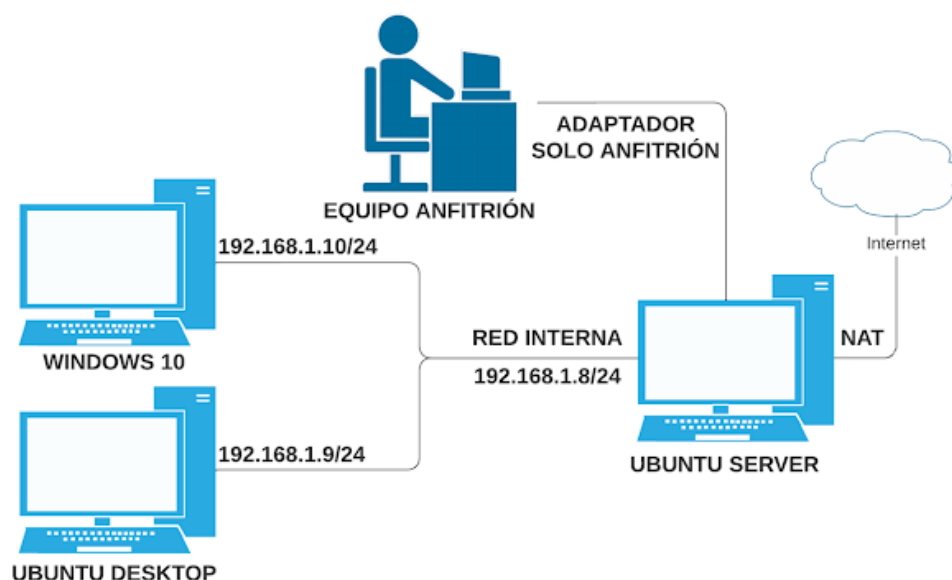 ADAPTADOR
SOLO ANFITRIÓN
EQUIPO ANFITRIÓN
Internet
192.168.1.10/24
WINDOWS 10
RED INTERNA
192.168.1.8/24
NAT
192.168.1.9/24
UBUNTU SERVER
UBUNTU DESKTOP